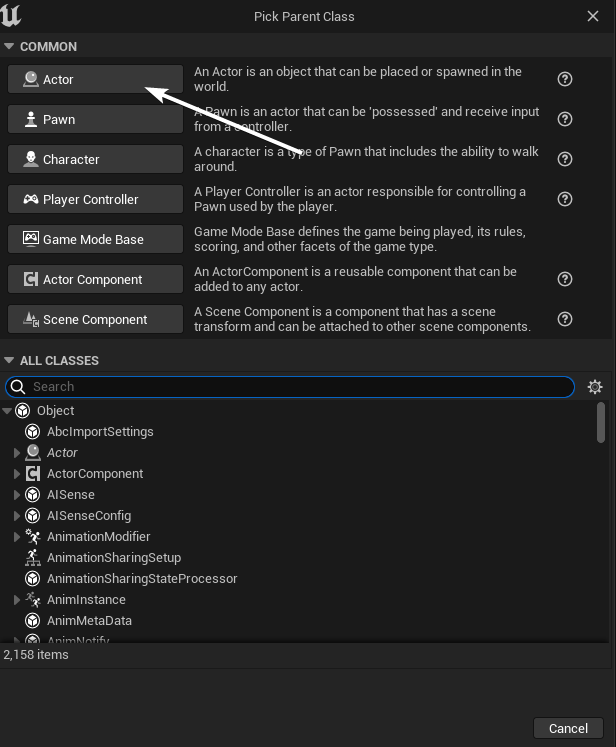 Pick Parent Class
COMMON
Actor
An Actor is an object that can be placed or spawned in the
world.
Pawn
A Pawn is an actor that can be 'possessed' and receive input
from a controller.
Character
A character is a type of Pawn that includes the ability to walk
around.
Player Controller
A Player Controller is an actor responsible for controlling a
Pawn used by the player.
Game Mode Base
Game Mode Base defines the game being played, its rules,
scoring, and other facets of the game type.
Actor Component
An ActorComponent is a reusable component that can be
added to any actor.
Scene Component
A Scene Component is a component that has a scene
transform and can be attached to other scene components.
ALL CLASSES
Search
Object
AbcImportSettings
Actor
ActorComponent
AISense
AISenseConfig
AnimationModifier
AnimationSharingSetup
AnimationSharingStateProcessor
AnimInstance
AnimMetaData
AnimNotify
2,158 items
Cancel